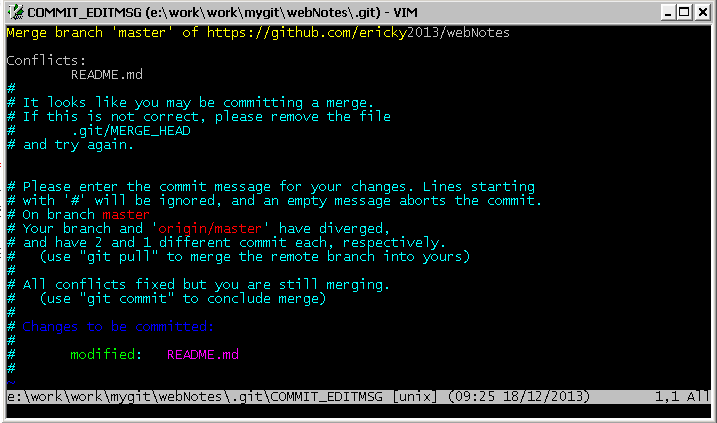 COMMIT_EDITMSG (e:\work\work\mygit\webNotes\.git) - VIM
Merge branch 'master' of https://github.com/ericky2013/webNotes
Conflicts:
README.md
#
# It looks like you may be committing a merge.
# If this is not correct, please remove the file
# .git/MERGE_HEAD
# and try again.
# Please enter the commit message for your changes. Lines starting
# with '#' will be ignored, and an empty message aborts the commit.
# On branch master
# Your branch and 'origin/master' have diverged,
# and have 2 and 1 different commit each, respectively.
# (use "git pull" to merge the remote branch into yours)
#
# All conflicts fixed but you are still merging.
# (use "git commit" to conclude merge)
#
# Changes to be committed:
#
# modified: README.md
#
~
e:\work\work\mygit\webNotes\.git\COMMIT_EDITMSG [unix] (09:25 18/12/2013) 1,1 All